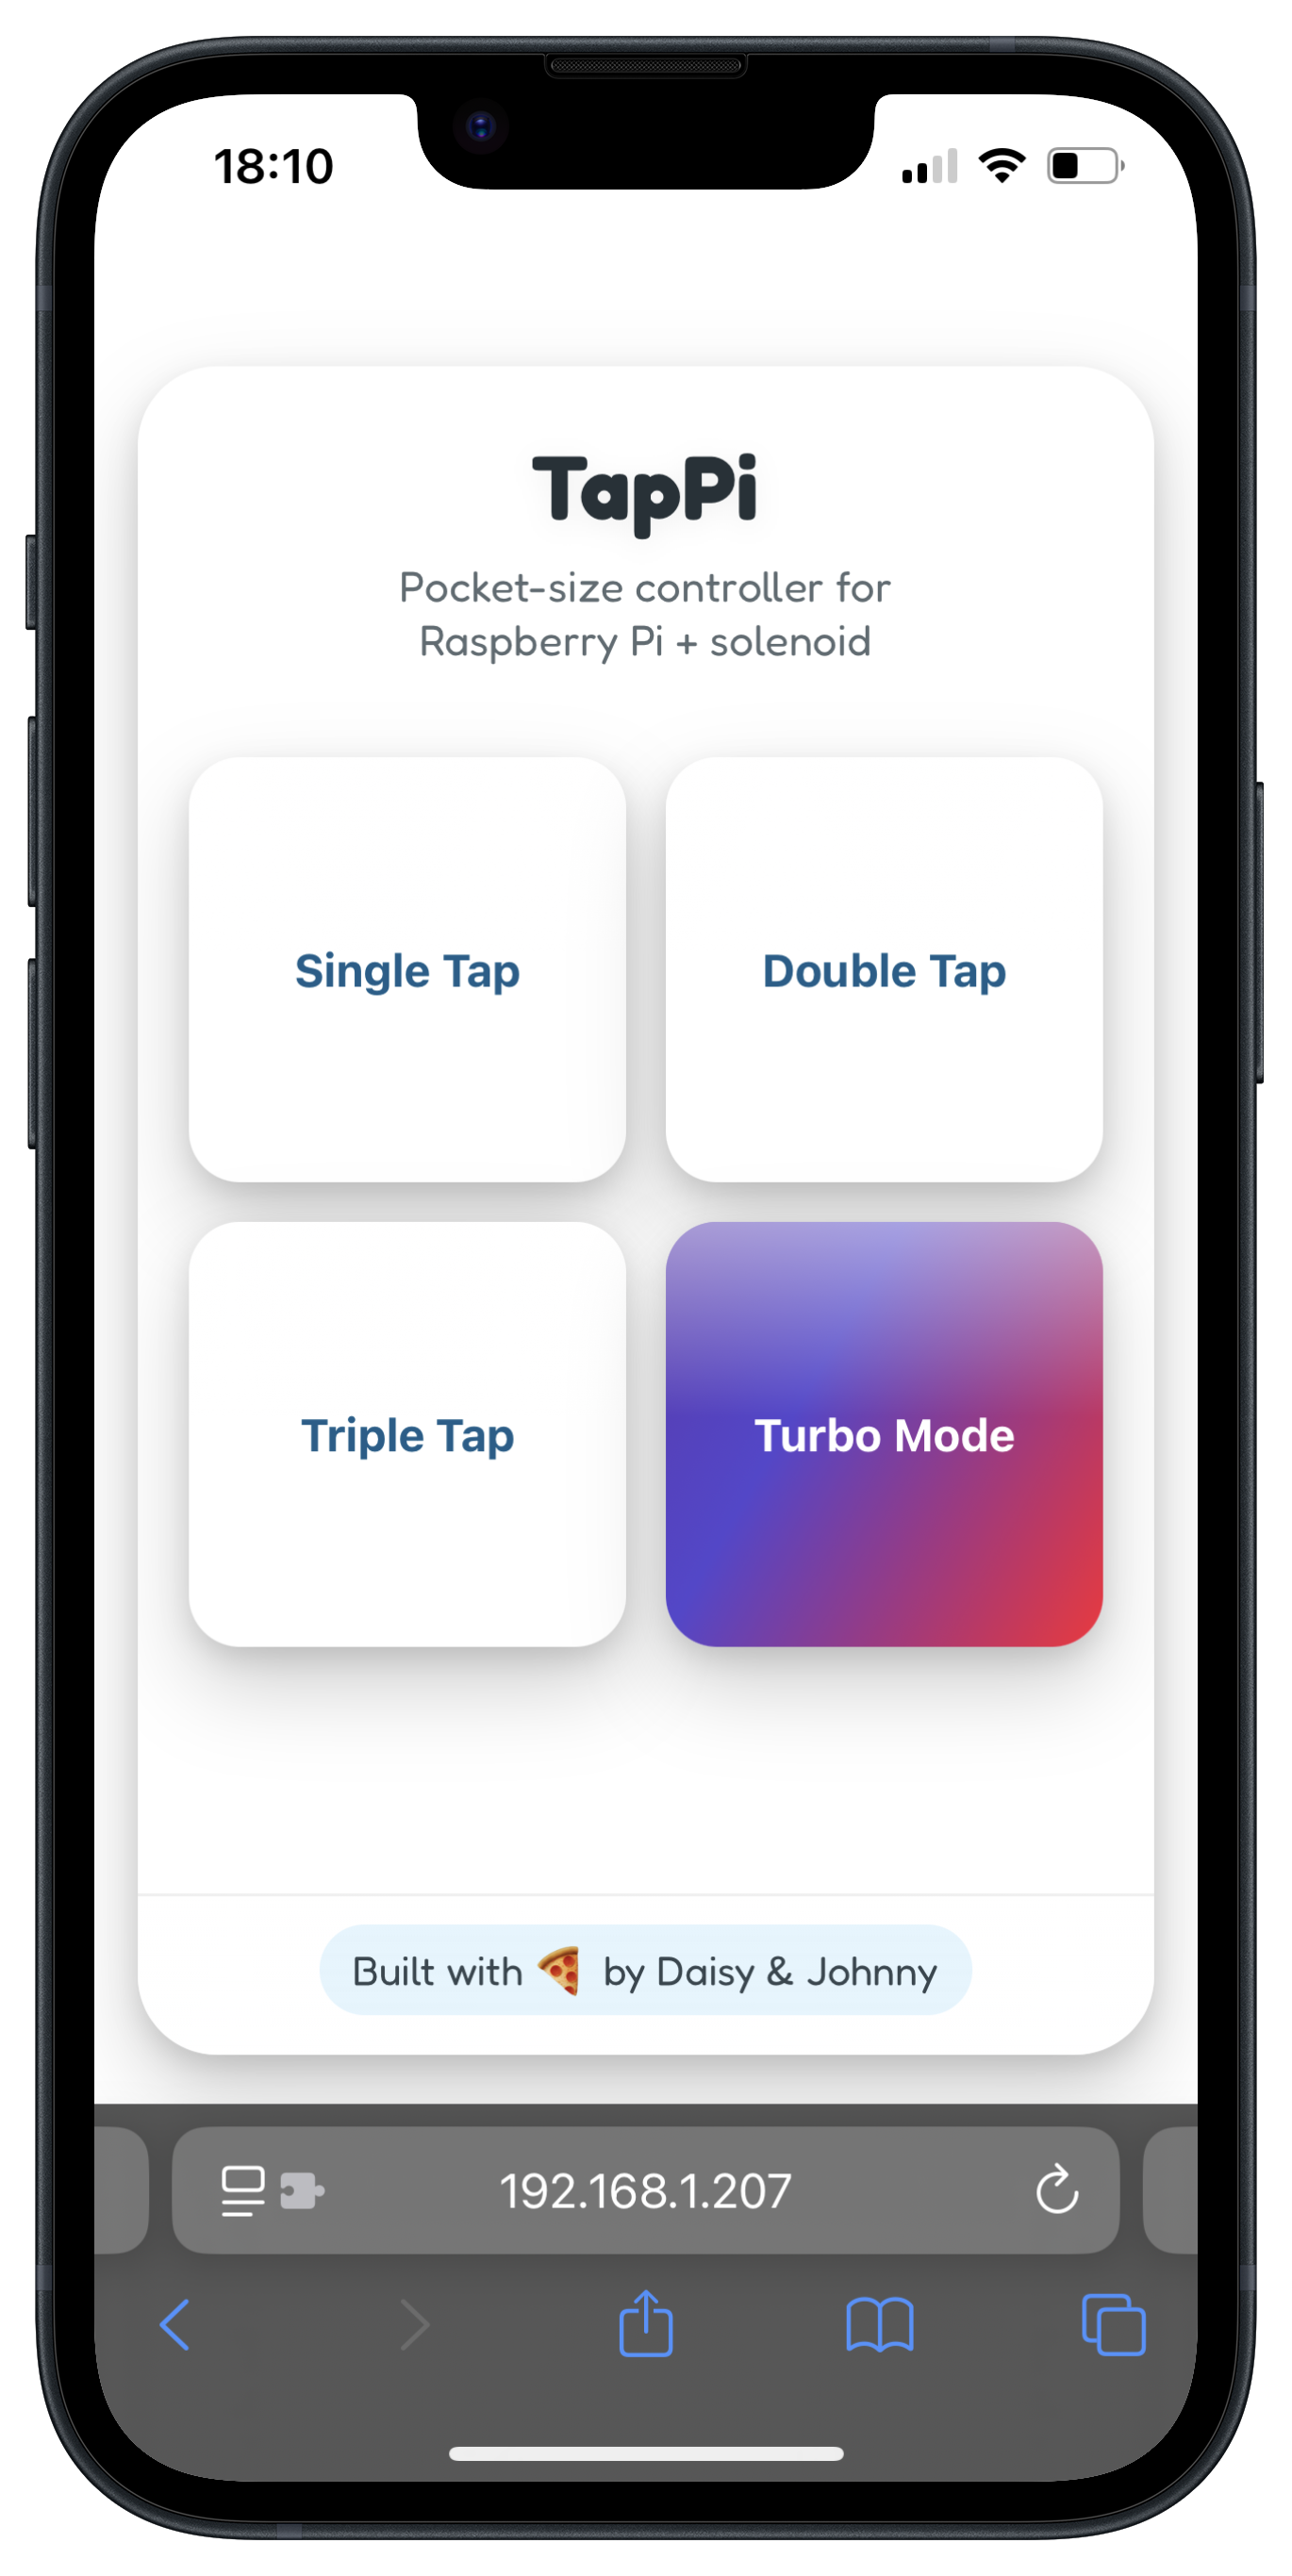 18:10
TapPi
Pocket-size controller for
Raspberry Pi + solenoid
Single Tap
Double Tap
Triple Tap
Turbo Mode
Built with 🍕 by Daisy & Johnny
192.168.1.207